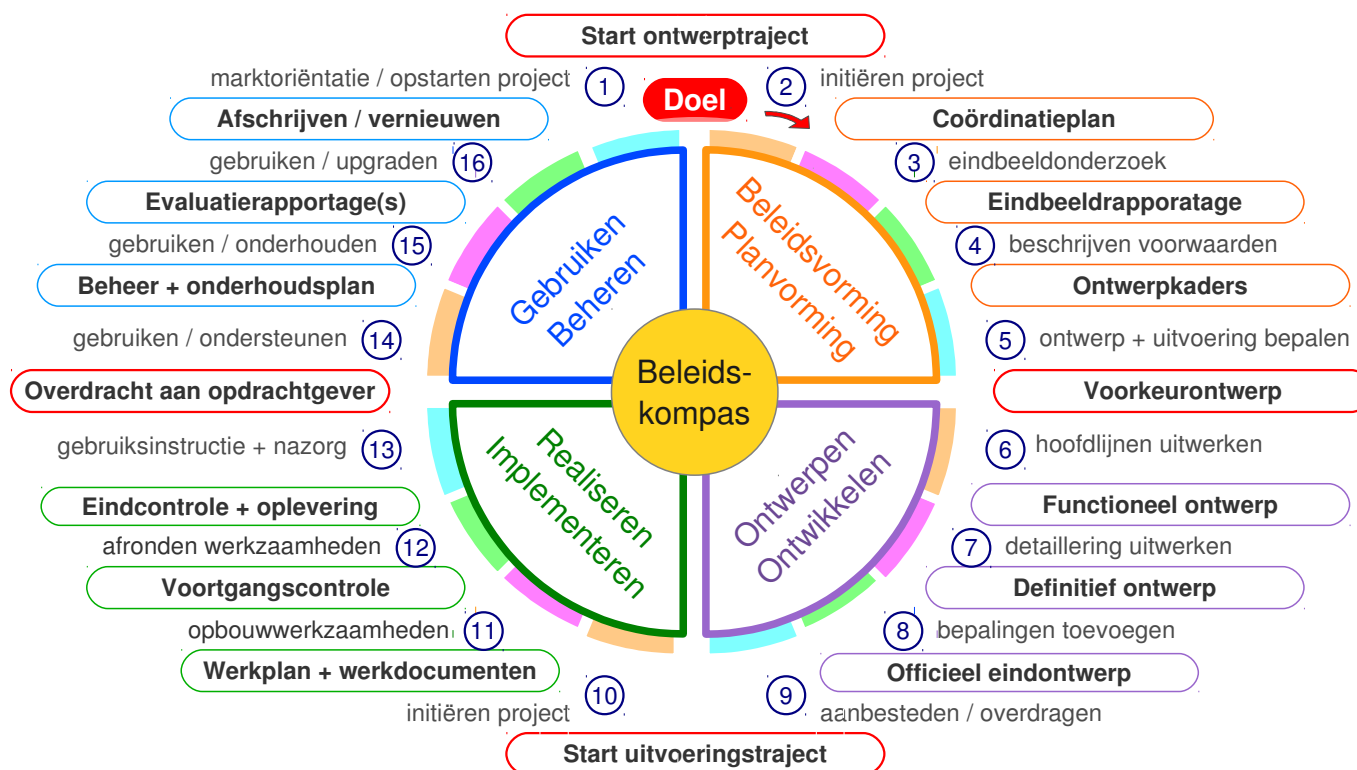 Start ontwerptraject
marktoriëntatie / opstarten project
1
Doel
2
initiëren project
Afschrijven / vernieuwen
Coördinatieplan
gebruiken / upgraden
16
3
eindbeeldonderzoek
Evaluatierapportage(s)
Eindbeeldrapporatage
gebruiken / onderhouden
15
4
beschrijven voorwaarden
Beheer + onderhoudsplan
Ontwerpkaders
gebruiken / ondersteunen
14
5
ontwerp + uitvoering bepalen
Overdracht aan opdrachtgever
Voorkeurontwerp
gebruiksinstructie + nazorg
13
6
hoofdlijnen uitwerken
Eindcontrole + oplevering
Functioneel ontwerp
afronden werkzaamheden
12
7
detaillering uitwerken
Voortgangscontrole
Definitief ontwerp
opbouwwerkzaamheden
11
8
bepalingen toevoegen
Werkplan + werkdocumenten
Officieel eindontwerp
initiëren project
10
9
aanbesteden / overdragen
Start uitvoeringstraject
Gebruiken
Beheren
Beleidsvorming
Planvorming
Beleids-
kompas
Realiseren
Implementeren
Ontwerpen
Ontwikkelen